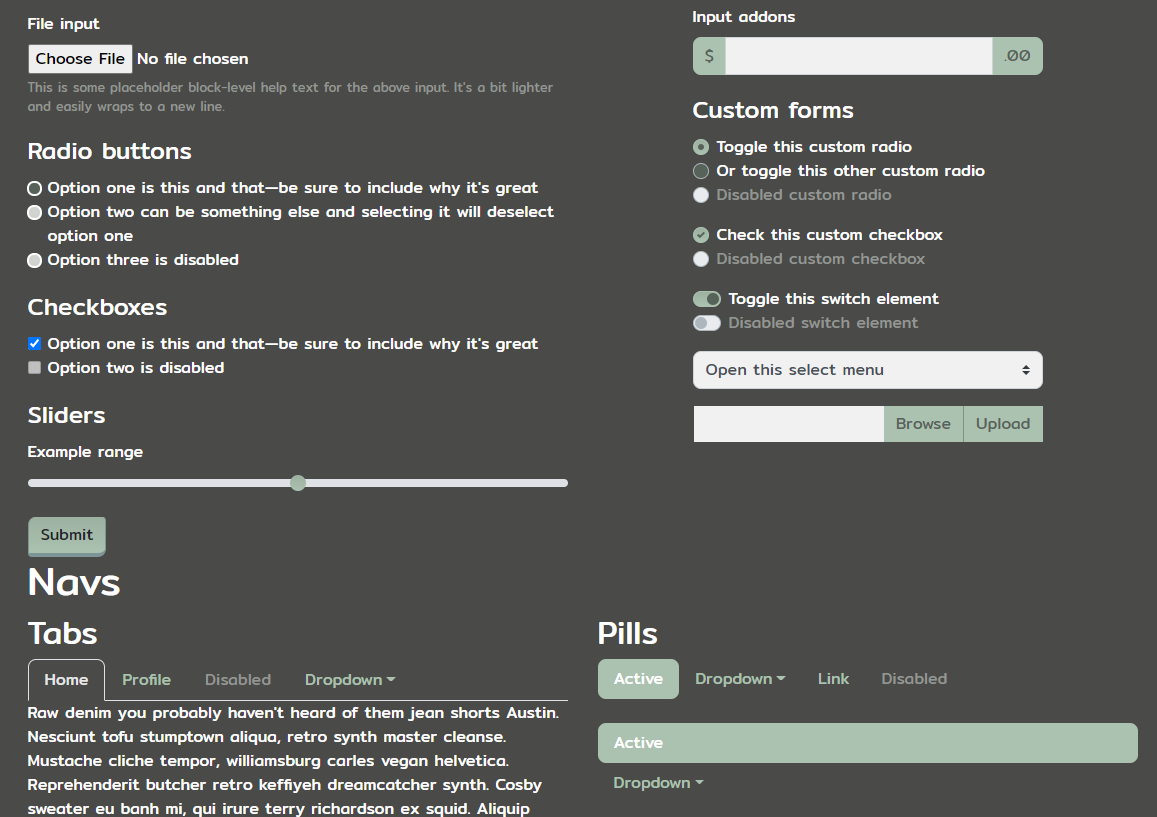 File input
Choose File No file chosen
This is some placeholder block-level help text for the above input. It's a bit lighter
and easily wraps to a new line.
Radio buttons
Option one is this and that—be sure to include why it's great
Option two can be something else and selecting it will deselect
option one
Option three is disabled
Checkboxes
Option one is this and that—be sure to include why it's great
Option two is disabled
Sliders
Example range
Submit
Input addons
$ .00
Custom forms
Toggle this custom radio
Or toggle this other custom radio
Disabled custom radio
Check this custom checkbox
Disabled custom checkbox
Toggle this switch element
Disabled switch element
Open this select menu
Browse Upload
Navs
Tabs
Home Profile Disabled Dropdown
Raw denim you probably haven't heard of them jean shorts Austin.
Nesciunt tofu stumptown aliqua, retro synth master cleanse.
Mustache cliche tempor, williamsburg carles vegan helvetica.
Reprehenderit butcher retro keffiyeh dreamcatcher synth. Cosby
sweater eu banh mi, qui irure terry richardson ex squid. Aliquip
Pills
Active Dropdown Link Disabled
Active
Dropdown